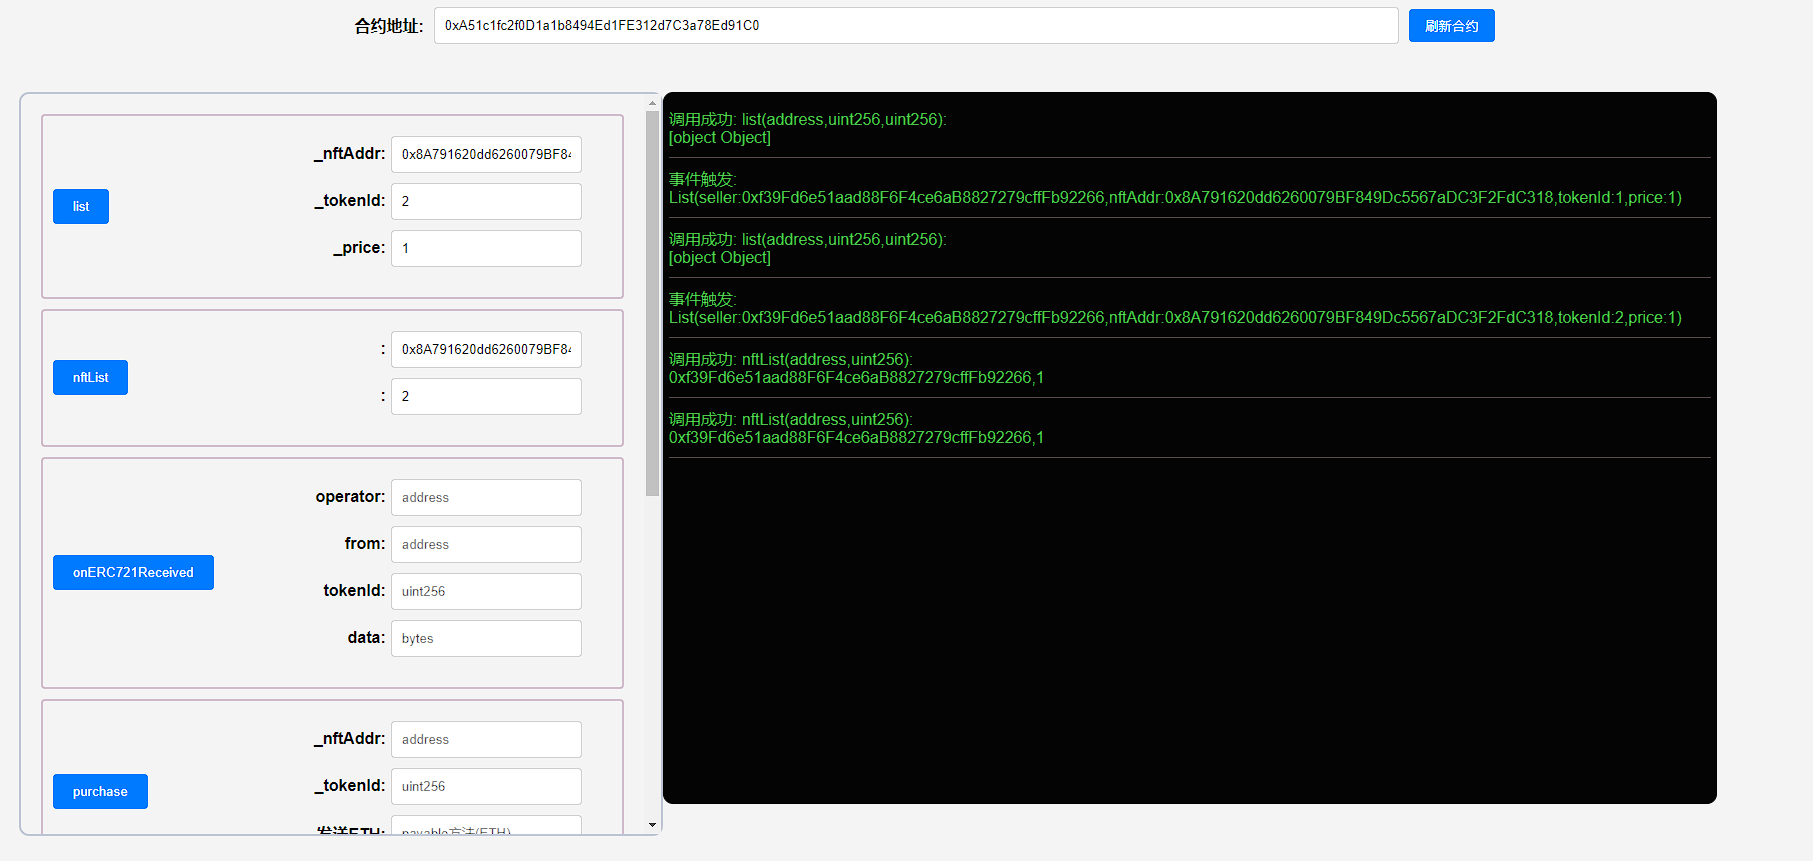 合约地址: 0xA51c1fc2f0D1a1b8494Ed1FE312d7C3a78Ed91C0 刷新合约
_nftAddr: 0x8A791620dd6260079BF84
_tokenId: 2
list
_price: 1
: 0x8A791620dd6260079BF84
nftList
: 2
operator: address
from: address
onERC721Received
tokenId: uint256
data: bytes
_nftAddr: address
_tokenId: uint256
purchase
发送ETH: payable方法(ETH)
调用成功: list(address,uint256,uint256):
[object Object]
事件触发:
List(seller:0xf39Fd6e51aad88F6F4ce6aB8827279cffFb92266,nftAddr:0x8A791620dd6260079BF849Dc5567aDC3F2FdC318,tokenId:1,price:1)
调用成功: list(address,uint256,uint256):
[object Object]
事件触发:
List(seller:0xf39Fd6e51aad88F6F4ce6aB8827279cffFb92266,nftAddr:0x8A791620dd6260079BF849Dc5567aDC3F2FdC318,tokenId:2,price:1)
调用成功: nftList(address,uint256):
0xf39Fd6e51aad88F6F4ce6aB8827279cffFb92266,1
调用成功: nftList(address,uint256):
0xf39Fd6e51aad88F6F4ce6aB8827279cffFb92266,1